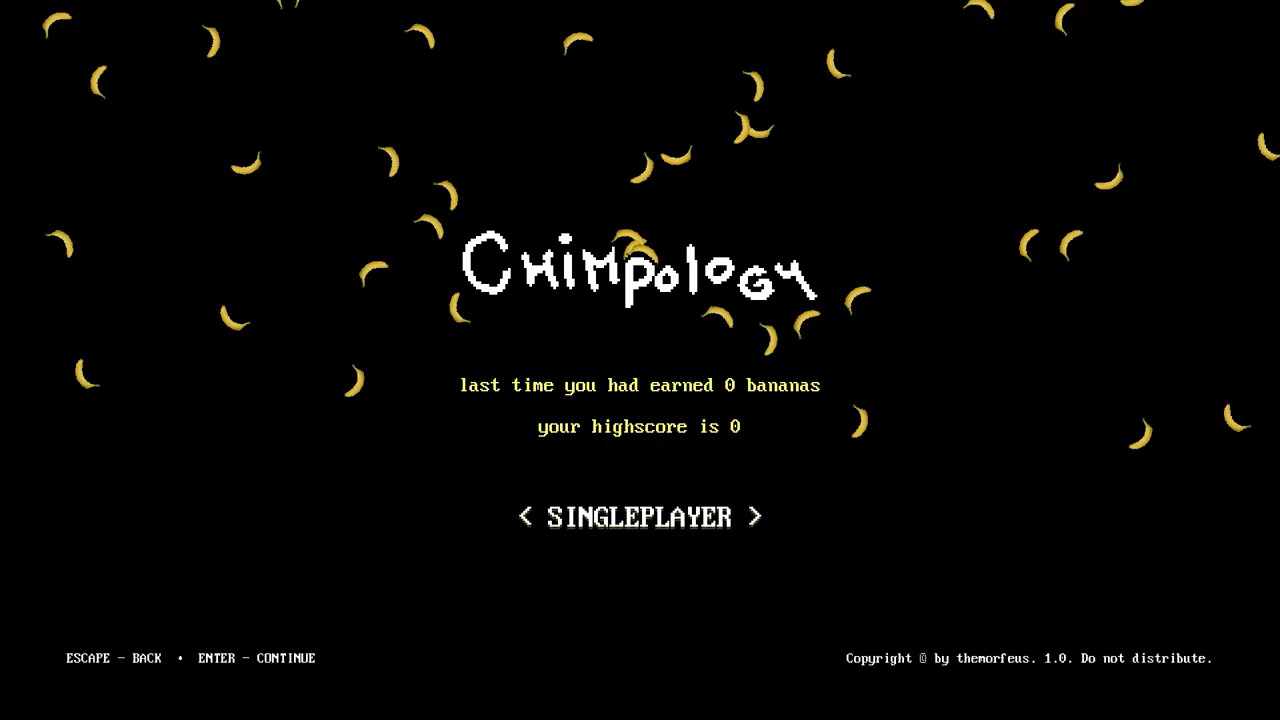 Chimpology
last time you had earned 0 bananas
your highscore is 0
< SINGLEPLAYER >
ESCAPE - BACK • ENTER - CONTINUE
Copyright © by themorfeus. 1.0. Do not distribute.